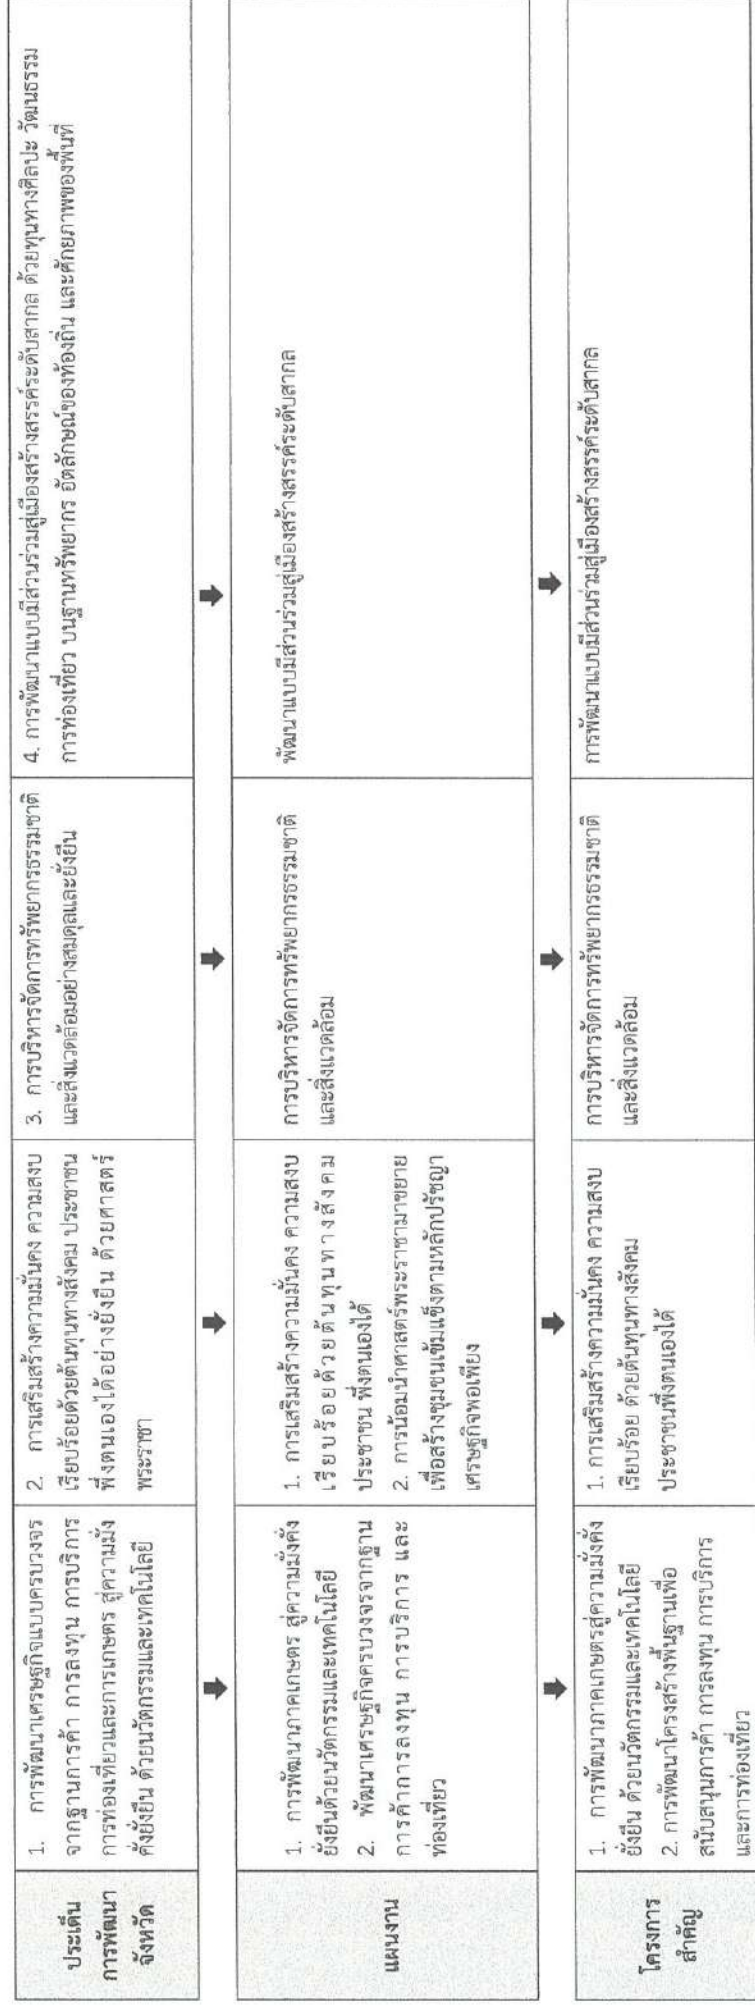 ประเด็น
การพัฒนา
จังหวัด
1. การพัฒนาเศรษฐกิจแบบครบวงจร
จากฐานการค้า การลงทุน การบริการ
การท่องเที่ยวและการเกษตร สู่ความมั่ง
คั่งยั่งยืน ด้วยนวัตกรรมและเทคโนโลยี
2. การเสริมสร้างความมั่นคง ความสงบ
เรียบร้อยด้วยต้นทุนทางสังคม ประชาชน
พึ่งตนเองได้อย่างยั่งยืน ด้วยศาสตร์
พระราชา
3. การบริหารจัดการทรัพยากรธรรมชาติ
และสิ่งแวดล้อมอย่างสมดุลและยั่งยืน
4. การพัฒนาแบบมีส่วนร่วมสู่เมืองสร้างสรรค์ระดับสากล ด้วยทุนทางศิลปะ วัฒนธรรม
การท่องเที่ยว บนฐานทรัพยากร อัตลักษณ์ของท้องถิ่น และศักยภาพของพื้นที่
แผนงาน
1. การพัฒนาภาคเกษตร สู่ความมั่งคั่ง
ยั่งยืนด้วยนวัตกรรมและเทคโนโลยี
2. พัฒนาเศรษฐกิจครบวงจรจากฐาน
การค้าการลงทุน การบริการ และ
ท่องเที่ยว
1. การเสริมสร้างความมั่นคง ความสงบ
เรียบร้อยด้วยต้นทุนทางสังคม
ประชาชน พึ่งตนเองได้
2. การน้อมนำศาสตร์พระราชามาขยาย
เพื่อสร้างชุมชนเข้มแข็งตามหลักปรัชญา
เศรษฐกิจพอเพียง
การบริหารจัดการทรัพยากรธรรมชาติ
และสิ่งแวดล้อม
พัฒนาแบบมีส่วนร่วมสู่เมืองสร้างสรรค์ระดับสากล
โครงการ
สำคัญ
1. การพัฒนาภาคเกษตรสู่ความมั่งคั่ง
ยั่งยืน ด้วยนวัตกรรมและเทคโนโลยี
2. การพัฒนาโครงสร้างพื้นฐานเพื่อ
สนับสนุนการค้า การลงทุน การบริการ
และการท่องเที่ยว
1. การเสริมสร้างความมั่นคง ความสงบ
เรียบร้อย ด้วยต้นทุนทางสังคม
ประชาชนพึ่งตนเองได้
การบริหารจัดการทรัพยากรธรรมชาติ
และสิ่งแวดล้อม
การพัฒนาแบบมีส่วนร่วมสู่เมืองสร้างสรรค์ระดับสากล